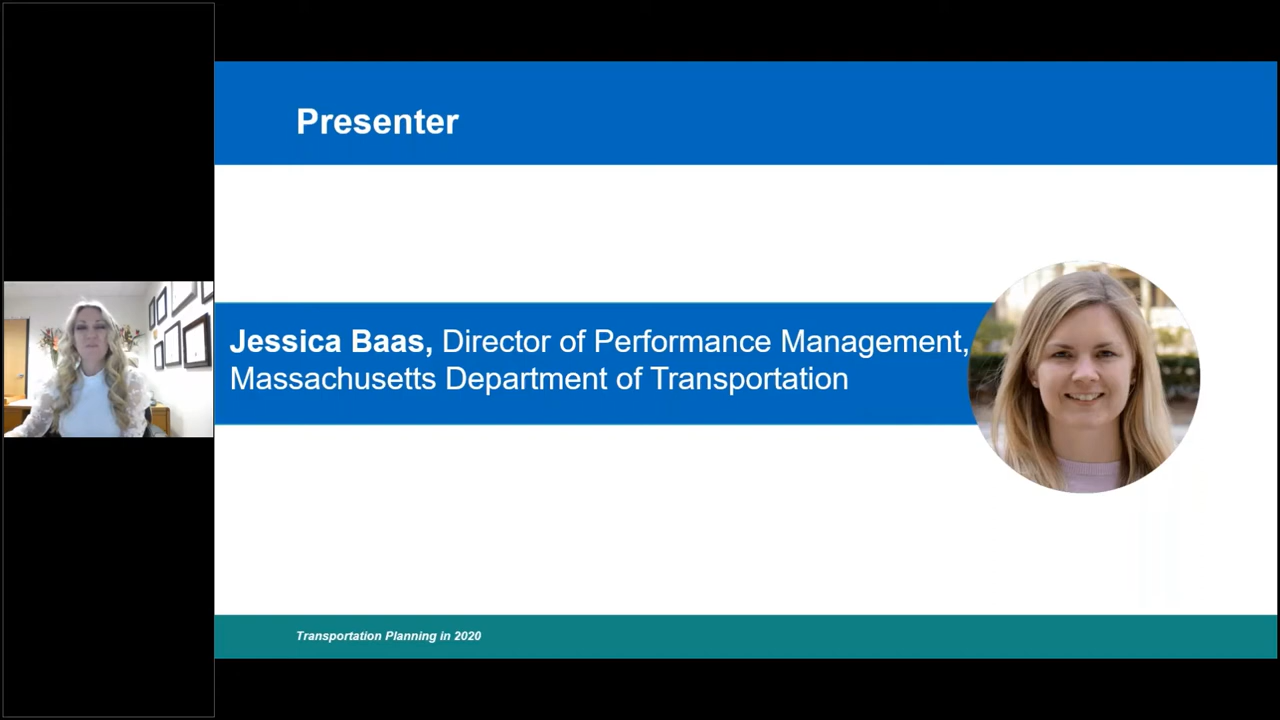 Presenter
Jessica Baas, Director of Performance Management,
Massachusetts Department of Transportation
Transportation Planning in 2020